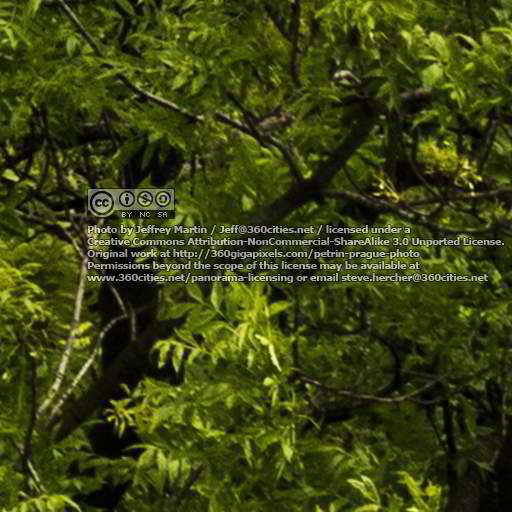 cc
BY NC SA
Photo by Jeffrey Martin / Jeff@360cities.net / licensed under a
Creative Commons Attribution-NonCommercial-ShareAlike 3.0 Unported License.
Original work at http://360gigapixels.com/petrin-prague-photo
Permissions beyond the scope of this license may be available at
www.360cities.net/panorama-licensing or email steve.hercher@360cities.net